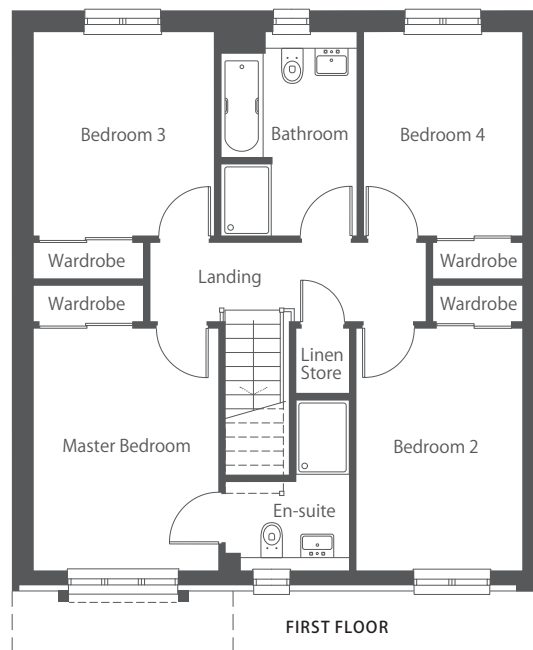 Bedroom 3
Bathroom
Bedroom 4
Wardrobe
Wardrobe
Landing
Wardrobe
Wardrobe
Linen
Store
Master Bedroom
Bedroom 2
En-suite
FIRST FLOOR